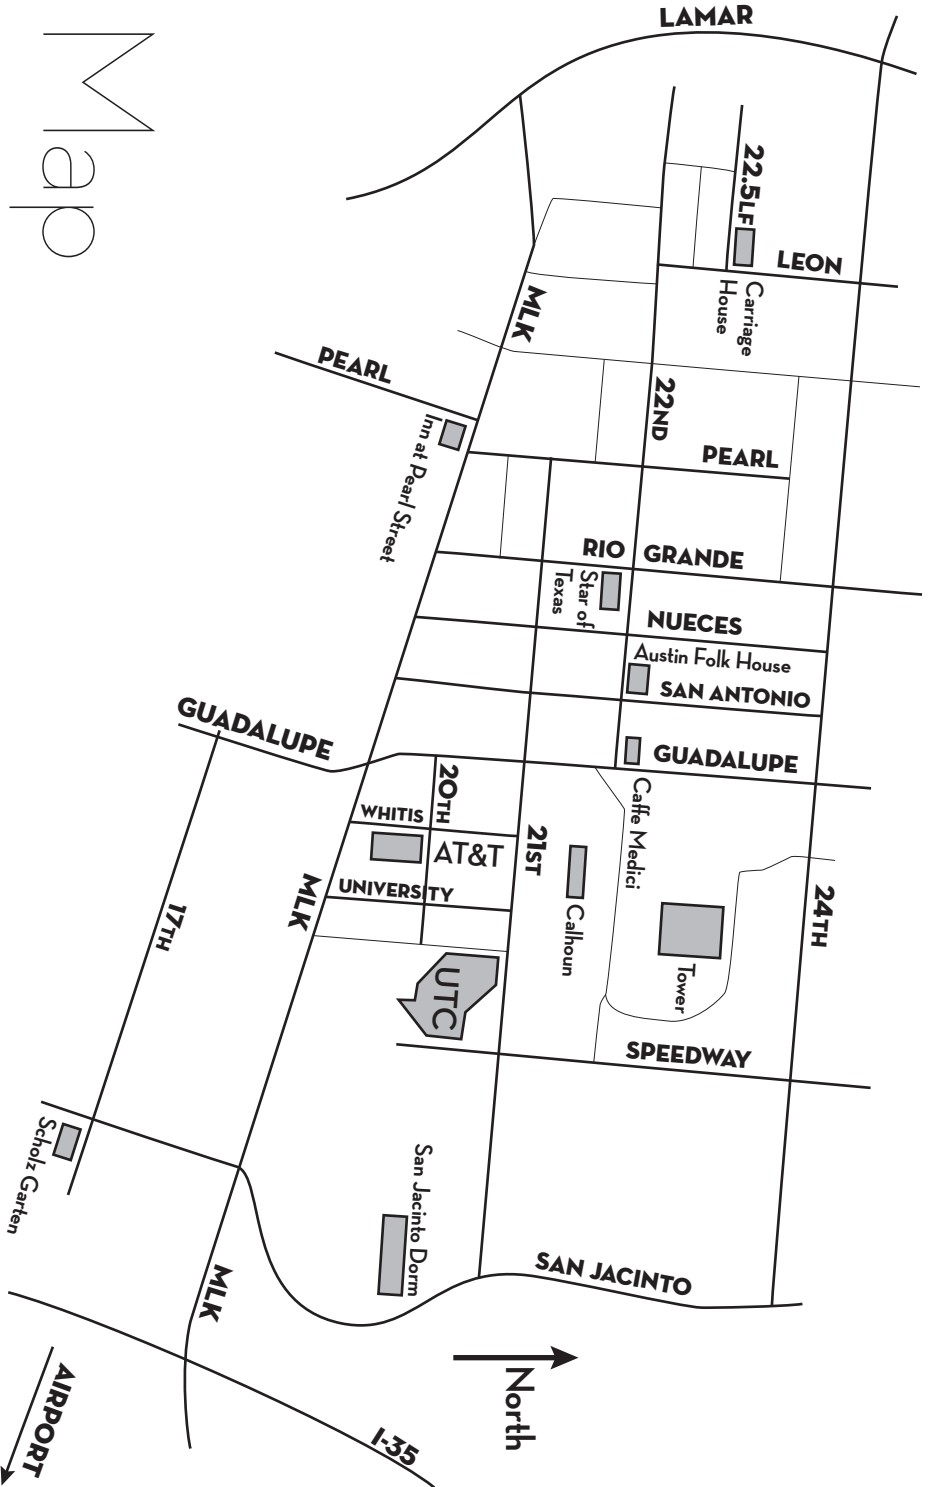 Map
LAMAR
22.5LF
LEON
Carriage
House
MLK
PEARL
22ND
Inn at Pearl Street
PEARL
RIO GRANDE
Star of
Texas
NUECES
Austin Folk House
SAN ANTONIO
GUADALUPE
GUADALUPE
20TH
WHITIS
AT&T
21ST
Caffe Medici
UNIVERSITY
MLK
17TH
Calhoun
24TH
Tower
UTC
SPEEDWAY
Scholz Garten
San Jacinto Dorm
SAN JACINTO
MLK
North
AIRPORT
I-35